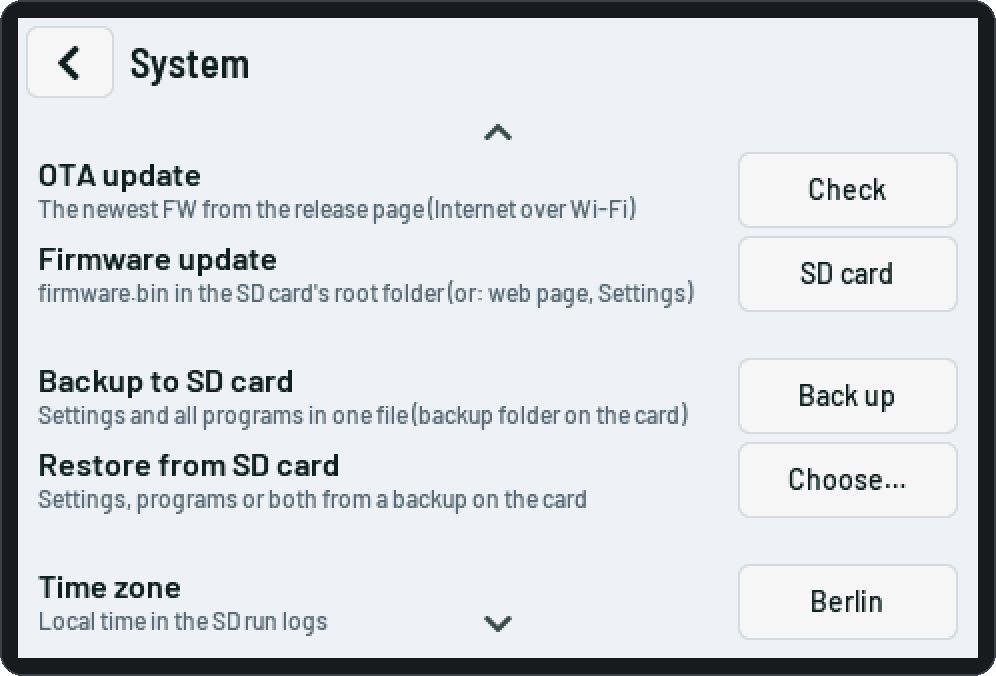 System
OTA update
The newest FW from the release page (Internet over Wi-Fi)
Check
Firmware update
firmware.bin in the SD card's root folder (or: web page, Settings)
SD card
Backup to SD card
Settings and all programs in one file (backup folder on the card)
Back up
Restore from SD card
Settings, programs or both from a backup on the card
Choose...
Time zone
Local time in the SD run logs
Berlin